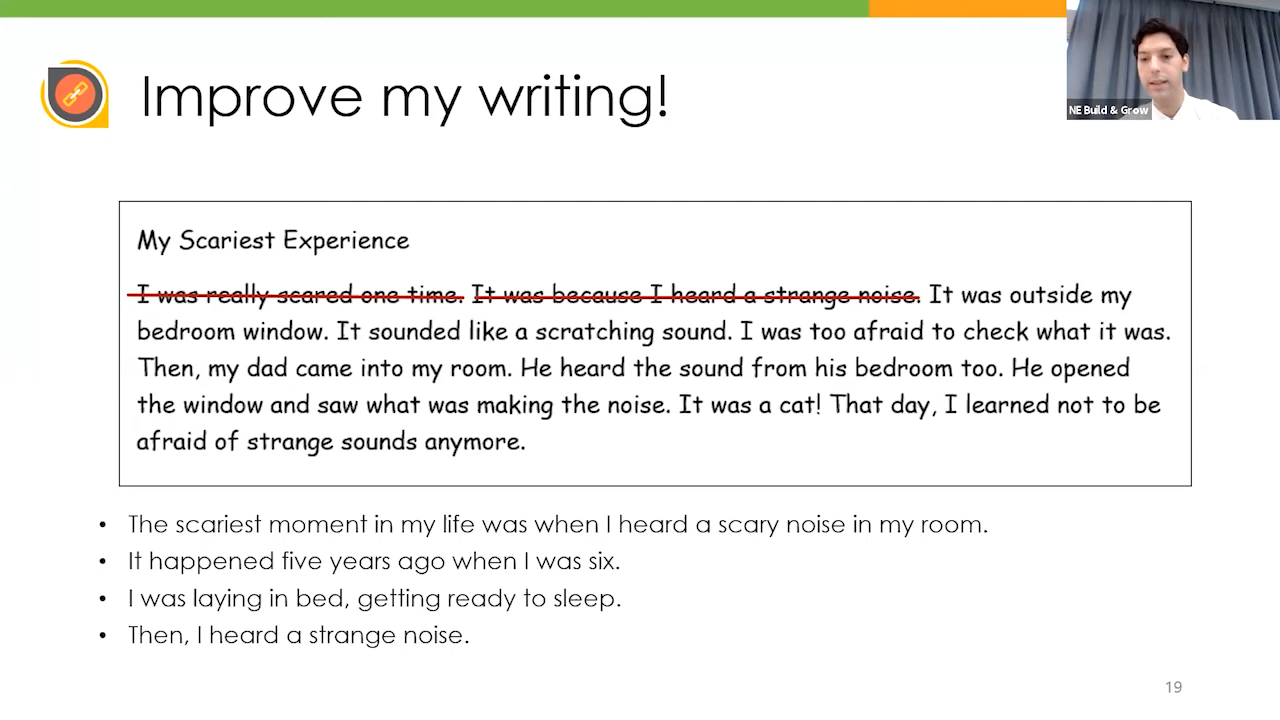 NE Build & Grow
Improve my writing!
My Scariest Experience
I was really scared one time. It was because I heard a strange noise. It was outside my
bedroom window. It sounded like a scratching sound. I was too afraid to check what it was.
Then, my dad came into my room. He heard the sound from his bedroom too. He opened
the window and saw what was making the noise. It was a cat! That day, I learned not to be
afraid of strange sounds anymore.
• The scariest moment in my life was when I heard a scary noise in my room.
• It happened five years ago when I was six.
• I was laying in bed, getting ready to sleep.
• Then, I heard a strange noise.
19